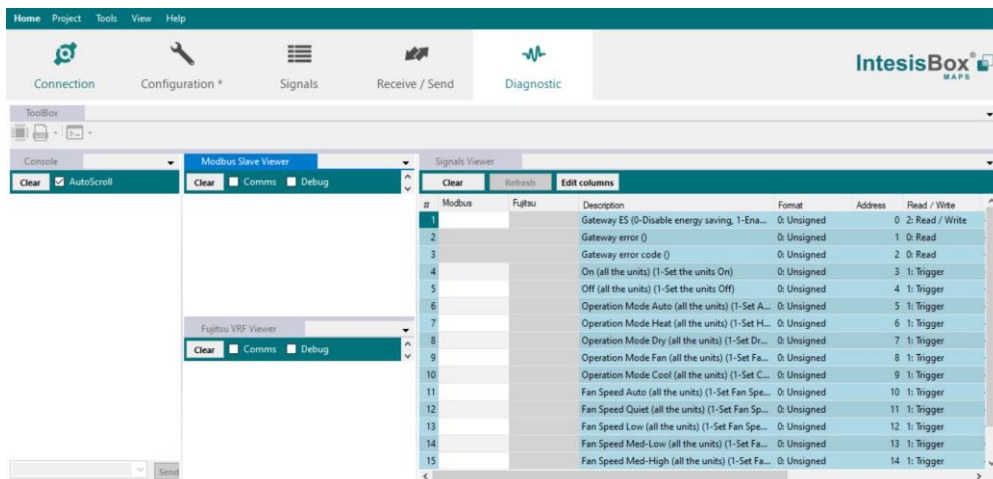 Home Project Tools View Help
Connection Configuration * Signals Receive / Send Diagnostic
IntesisBox®
MAPS
ToolBox
Console
Clear AutoScroll
Send
Modbus Slave Viewer
Clear Comms Debug
Fujitsu VRF Viewer
Clear Comms Debug
Signals Viewer
Clear Refresh Edit columns
# Modbus Fujitsu Description Format Address Read / Write
1 Gateway ES (0-Disable energy saving, 1-Ena... 0: Unsigned 0 2: Read / Write
2 Gateway error () 0: Unsigned 1 0: Read
3 Gateway error code () 0: Unsigned 2 0: Read
4 On (all the units) (1-Set the units On) 0: Unsigned 3 1: Trigger
5 Off (all the units) (1-Set the units Off) 0: Unsigned 4 1: Trigger
6 Operation Mode Auto (all the units) (1-Set A... 0: Unsigned 5 1: Trigger
7 Operation Mode Heat (all the units) (1-Set H... 0: Unsigned 6 1: Trigger
8 Operation Mode Dry (all the units) (1-Set Dr... 0: Unsigned 7 1: Trigger
9 Operation Mode Fan (all the units) (1-Set Fa... 0: Unsigned 8 1: Trigger
10 Operation Mode Cool (all the units) (1-Set C... 0: Unsigned 9 1: Trigger
11 Fan Speed Auto (all the units) (1-Set Fan Spe... 0: Unsigned 10 1: Trigger
12 Fan Speed Quiet (all the units) (1-Set Fan Sp... 0: Unsigned 11 1: Trigger
13 Fan Speed Low (all the units) (1-Set Fan Spe... 0: Unsigned 12 1: Trigger
14 Fan Speed Med-Low (all the units) (1-Set Fa... 0: Unsigned 13 1: Trigger
15 Fan Speed Med-High (all the units) (1-Set Fa... 0: Unsigned 14 1: Trigger